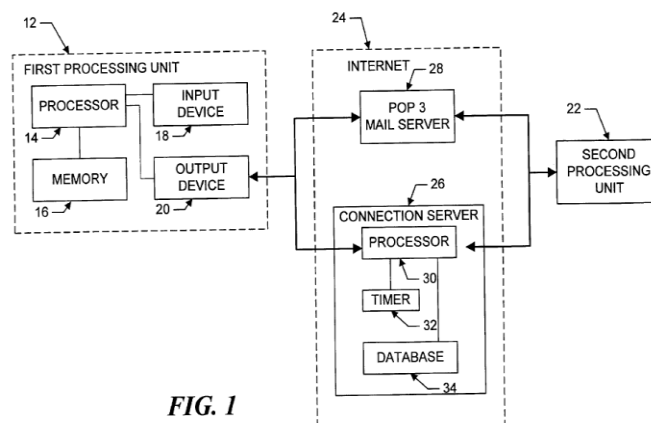 12
FIRST PROCESSING UNIT
PROCESSOR
14
INPUT
DEVICE
18
MEMORY
16
OUTPUT
DEVICE
20
24
INTERNET
28
POP 3
MAIL SERVER
26
CONNECTION SERVER
PROCESSOR
30
TIMER
32
DATABASE
34
22
SECOND
PROCESSING
UNIT
FIG. 1